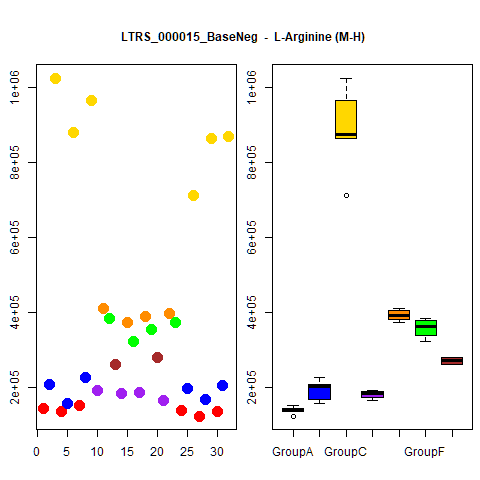 LTRS_000015_BaseNeg - L-Arginine (M-H)
1e+06
8e+05
6e+05
4e+05
2e+05
0 5 10 15 20 25 30
1e+06
8e+05
6e+05
4e+05
2e+05
GroupA GroupC GroupF